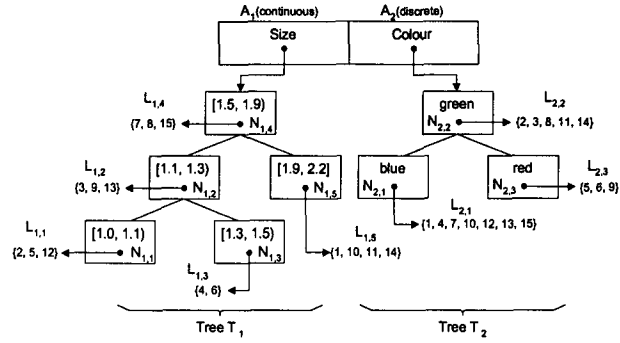 A1(continuous) A2(discrete)
Size Colour
L1,4 [1.5, 1.9) green L2,2
{7, 8, 15} N1,4 N2,2 {2, 3, 8, 11, 14}
L1,2 [1.1, 1.3) [1.9, 2.2] blue red L2,3
{3, 9, 13} N1,2 N1,5 N2,1 N2,3 {5, 6, 9}
L2,1
L1,1 [1.0, 1.1) [1.3, 1.5) L1,5 {1, 4, 7, 10, 12, 13, 15}
{2, 5, 12} N1,1 N1,3 {1, 10, 11, 14}
L1,3
{4, 6}
Tree T1 Tree T2